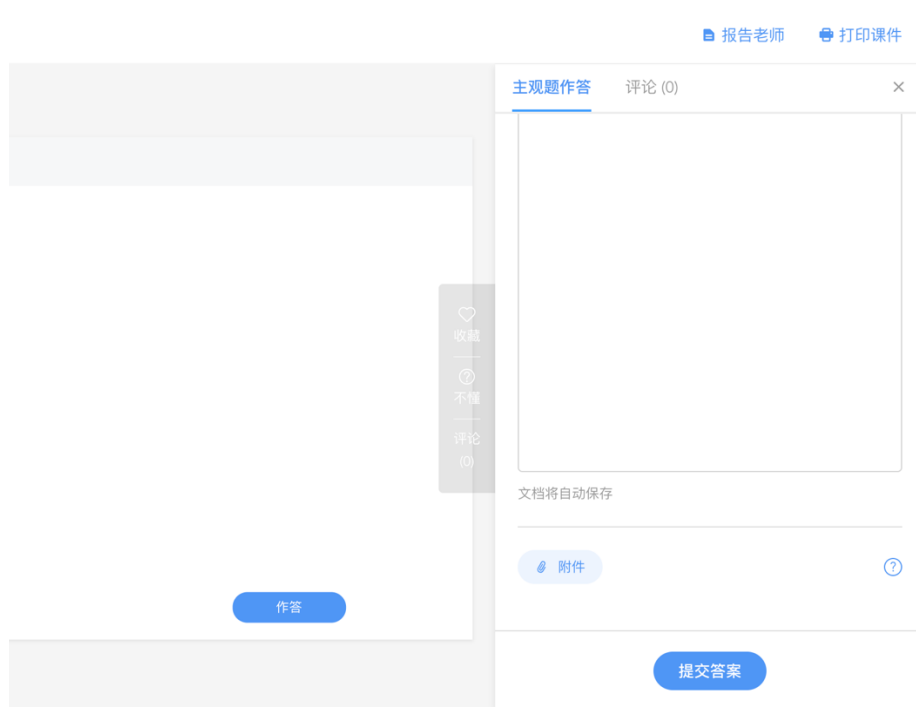 报告老师 打印课件
主观题作答 评论 (0)
收藏
不懂
评论
(0)
文档将自动保存
附件
作答
提交答案